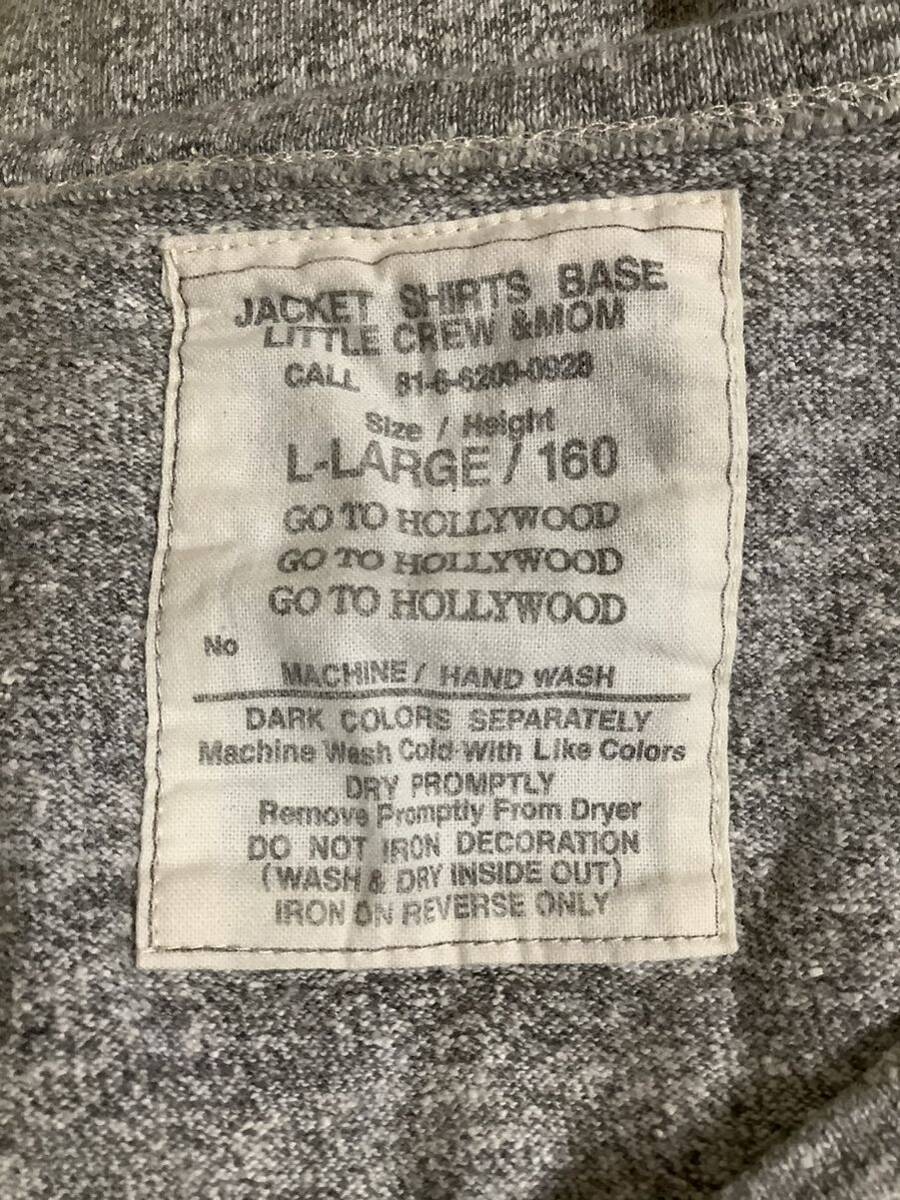 JACKET SHIRTS BASE
LITTLE CREW &MOM
CALL 81-6-6209-0928
Size / Height
L-LARGE / 160
GO TO HOLLYWOOD
GO TO HOLLYWOOD
GO TO HOLLYWOOD
No
MACHINE / HAND WASH
DARK COLORS SEPARATELY
Machine Wash Cold With Like Colors
DRY PROMPTLY
Remove Promptly From Dryer
DO NOT IRON DECORATION
(WASH & DRY INSIDE OUT)
IRON ON REVERSE ONLY